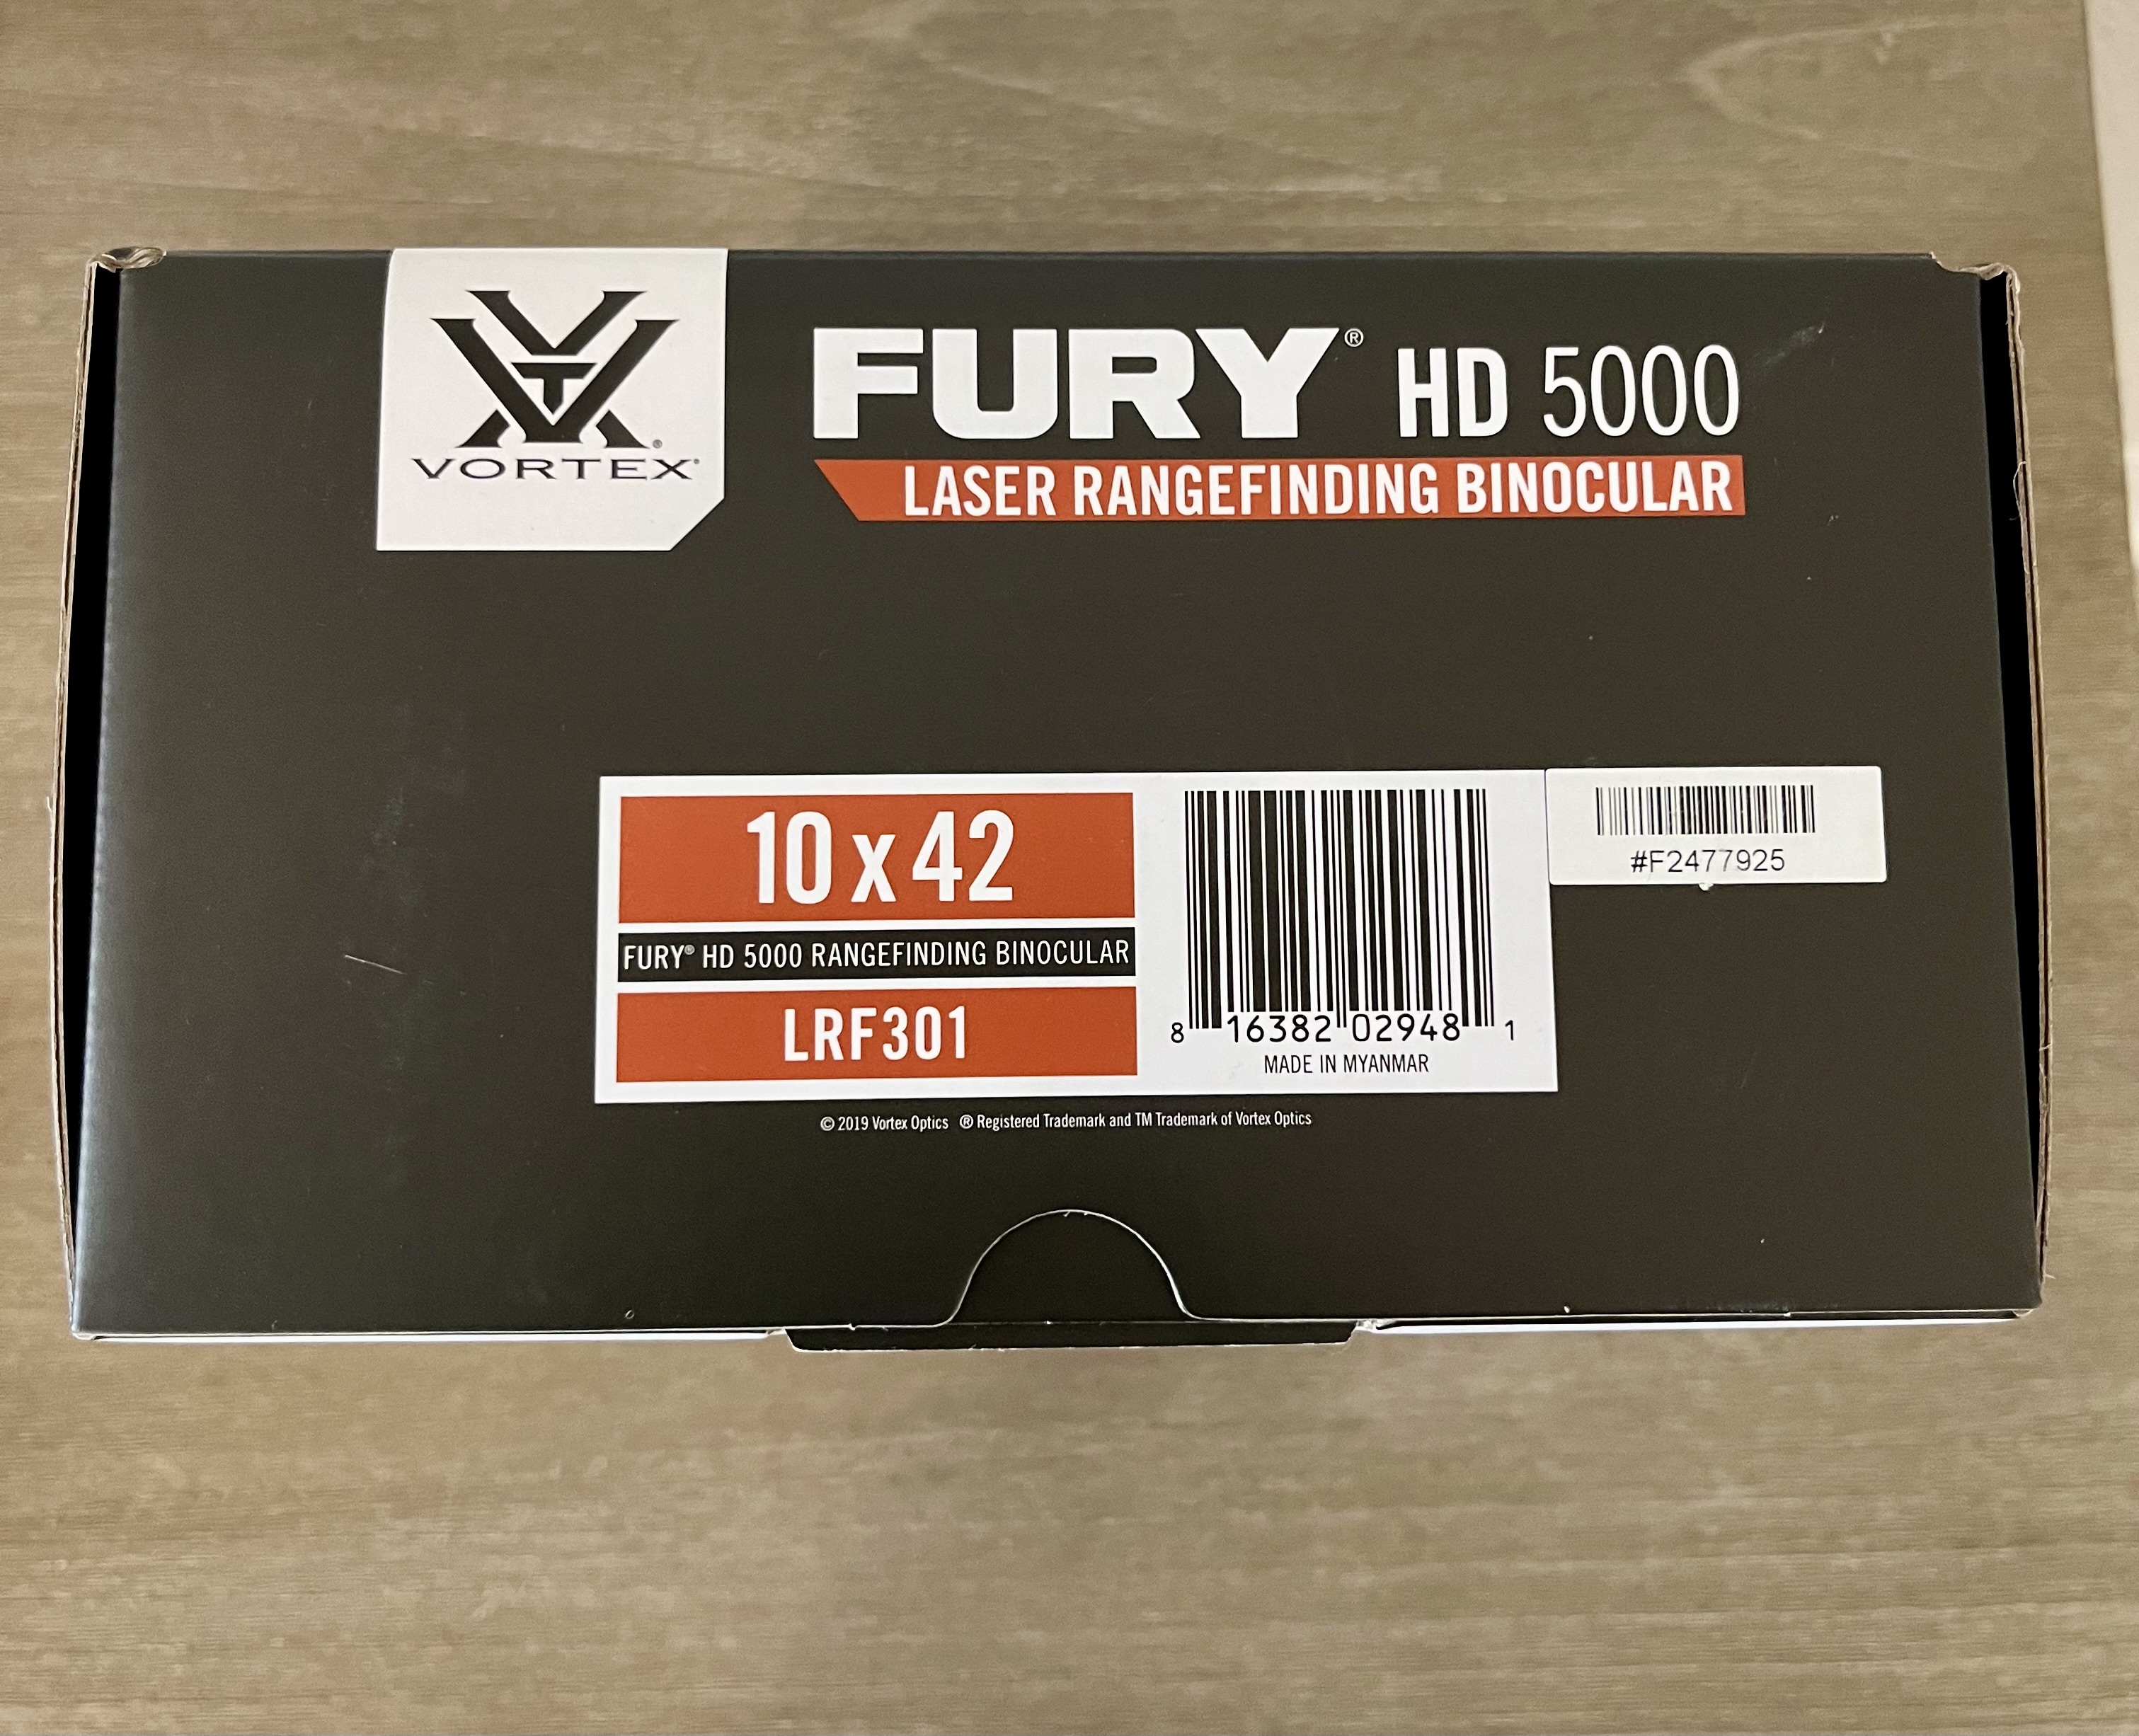 VORTEX®
FURY® HD 5000
LASER RANGEFINDING BINOCULAR
10 x 42
FURY® HD 5000 RANGEFINDING BINOCULAR
LRF301
8 16382 02948 1
MADE IN MYANMAR
#F2477925
© 2019 Vortex Optics ® Registered Trademark and TM Trademark of Vortex Optics